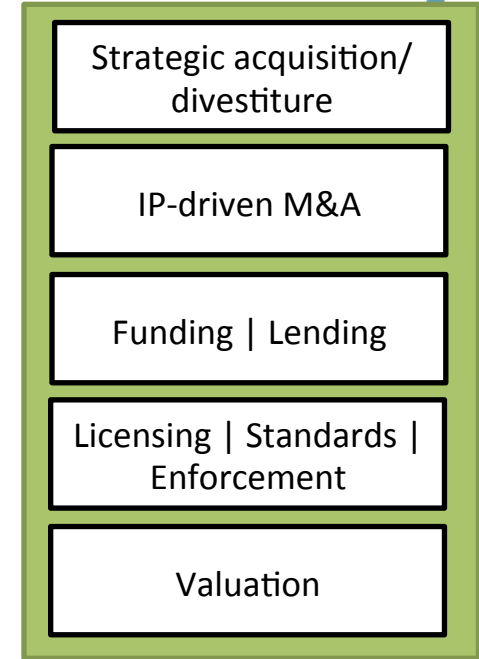 Strategic acquisition/
divestiture
IP-driven M&A
Funding | Lending
Licensing | Standards |
Enforcement
Valuation